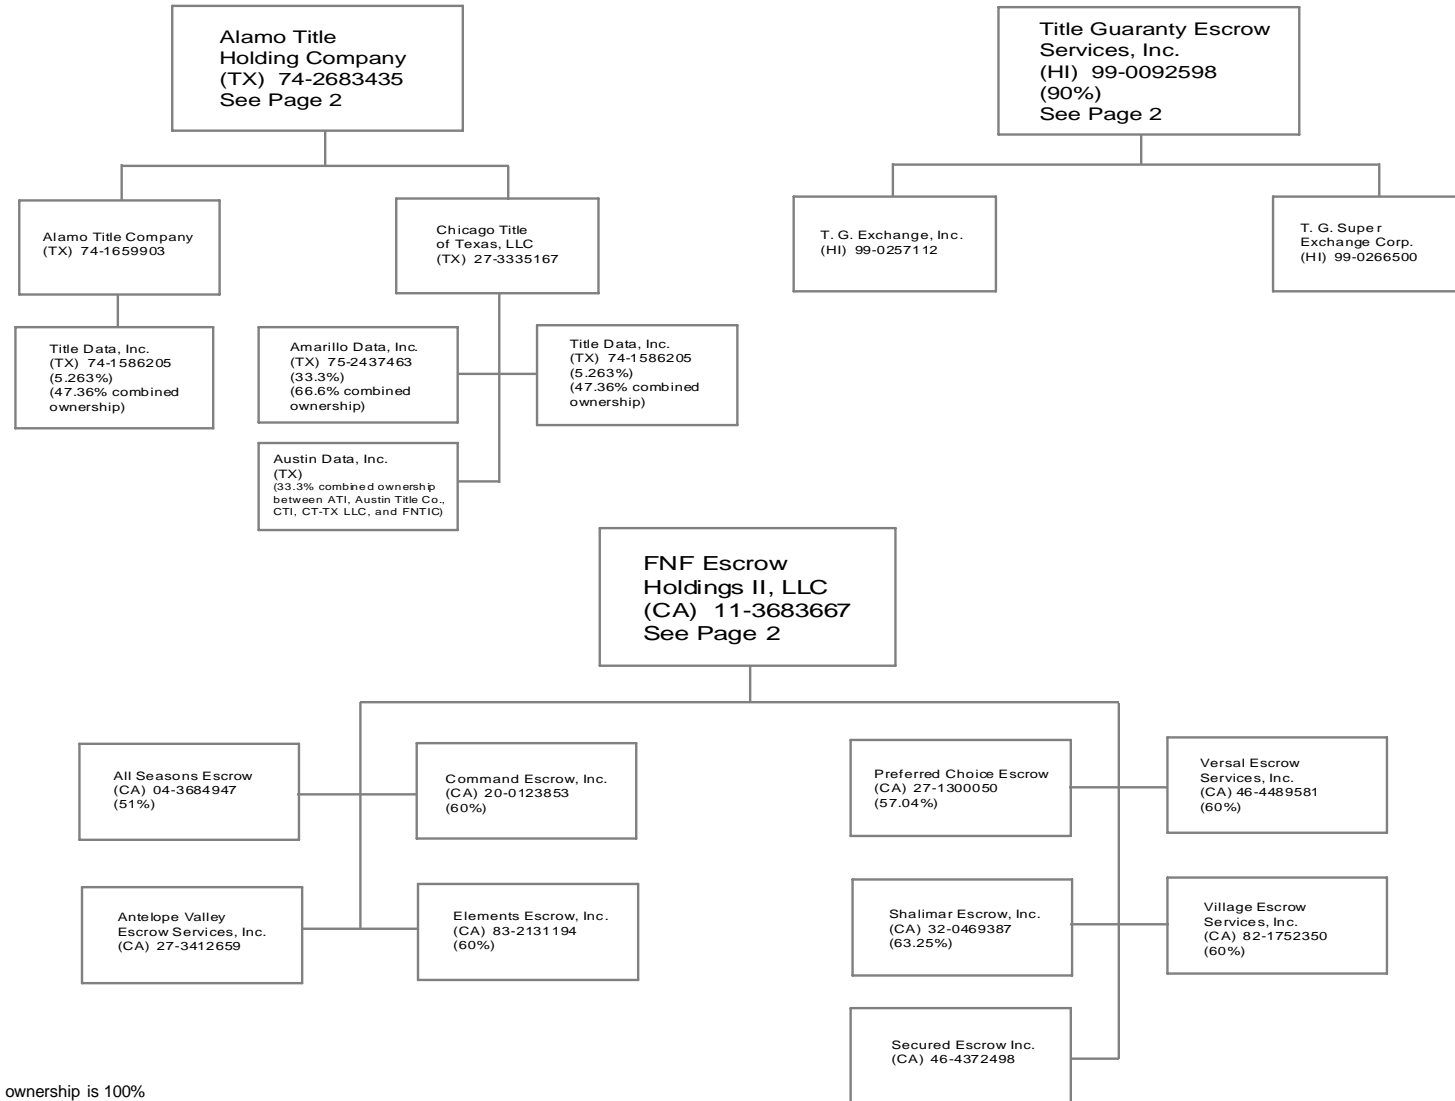 Alamo Title
Holding Company
(TX) 74-2683435
See Page 2
Title Guaranty Escrow
Services, Inc.
(HI) 99-0092598
(90%)
See Page 2
Alamo Title Company
(TX) 74-1659903
Chicago Title
of Texas, LLC
(TX) 27-3335167
T. G. Exchange, Inc.
(HI) 99-0257112
T. G. Super
Exchange Corp.
(HI) 99-0266500
Title Data, Inc.
(TX) 74-1586205
(5.263%)
(47.36% combined
ownership)
Amarillo Data, Inc.
(TX) 75-2437463
(33.3%)
(66.6% combined
ownership)
Title Data, Inc.
(TX) 74-1586205
(5.263%)
(47.36% combined
ownership)
Austin Data, Inc.
(TX)
(33.3% combined ownership
between ATI, Austin Title Co.,
CTI, CT-TX LLC, and FNTIC)
FNF Escrow
Holdings II, LLC
(CA) 11-3683667
See Page 2
All Seasons Escrow
(CA) 04-3684947
(51%)
Command Escrow, Inc.
(CA) 20-0123853
(60%)
Preferred Choice Escrow
(CA) 27-1300050
(57.04%)
Versal Escrow
Services, Inc.
(CA) 46-4489581
(60%)
Antelope Valley
Escrow Services, Inc.
(CA) 27-3412659
Elements Escrow, Inc.
(CA) 83-2131194
(60%)
Shalimar Escrow, Inc.
(CA) 32-0469387
(63.25%)
Village Escrow
Services, Inc.
(CA) 82-1752350
(60%)
Secured Escrow Inc.
(CA) 46-4372498
ownership is 100%